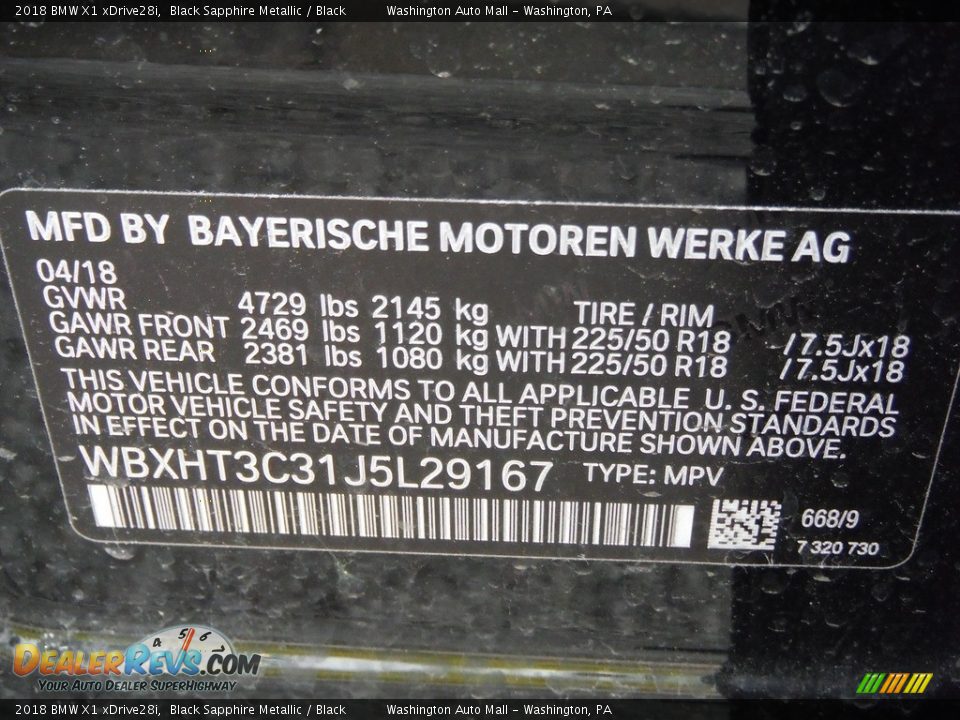 2018 BMW X1 xDrive28i, Black Sapphire Metallic / Black Washington Auto Mall - Washington, PA
MFD BY BAYERISCHE MOTOREN WERKE AG
04/18
GVWR 4729 lbs 2145 kg TIRE / RIM
GAWR FRONT 2469 lbs 1120 kg WITH 225/50 R18 /7.5Jx18
GAWR REAR 2381 lbs 1080 kg WITH 225/50 R18 /7.5Jx18
THIS VEHICLE CONFORMS TO ALL APPLICABLE U. S. FEDERAL
MOTOR VEHICLE SAFETY AND THEFT PREVENTION STANDARDS
IN EFFECT ON THE DATE OF MANUFACTURE SHOWN ABOVE.
WBXHT3C31J5L29167 TYPE: MPV
668/9
7 320 730
4 5 6
DEALERREVS.COM
YOUR AUTO DEALER SUPERHIGHWAY
2018 BMW X1 xDrive28i, Black Sapphire Metallic / Black Washington Auto Mall - Washington, PA